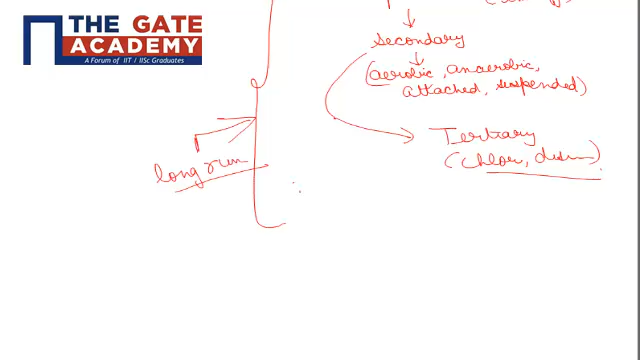 THE GATE
ACADEMY
A Forum of IIT / IISc Graduates
secondary
(aerobic, anaerobic,
attached, suspended)
Tertiary
(chlor, disin)
long run